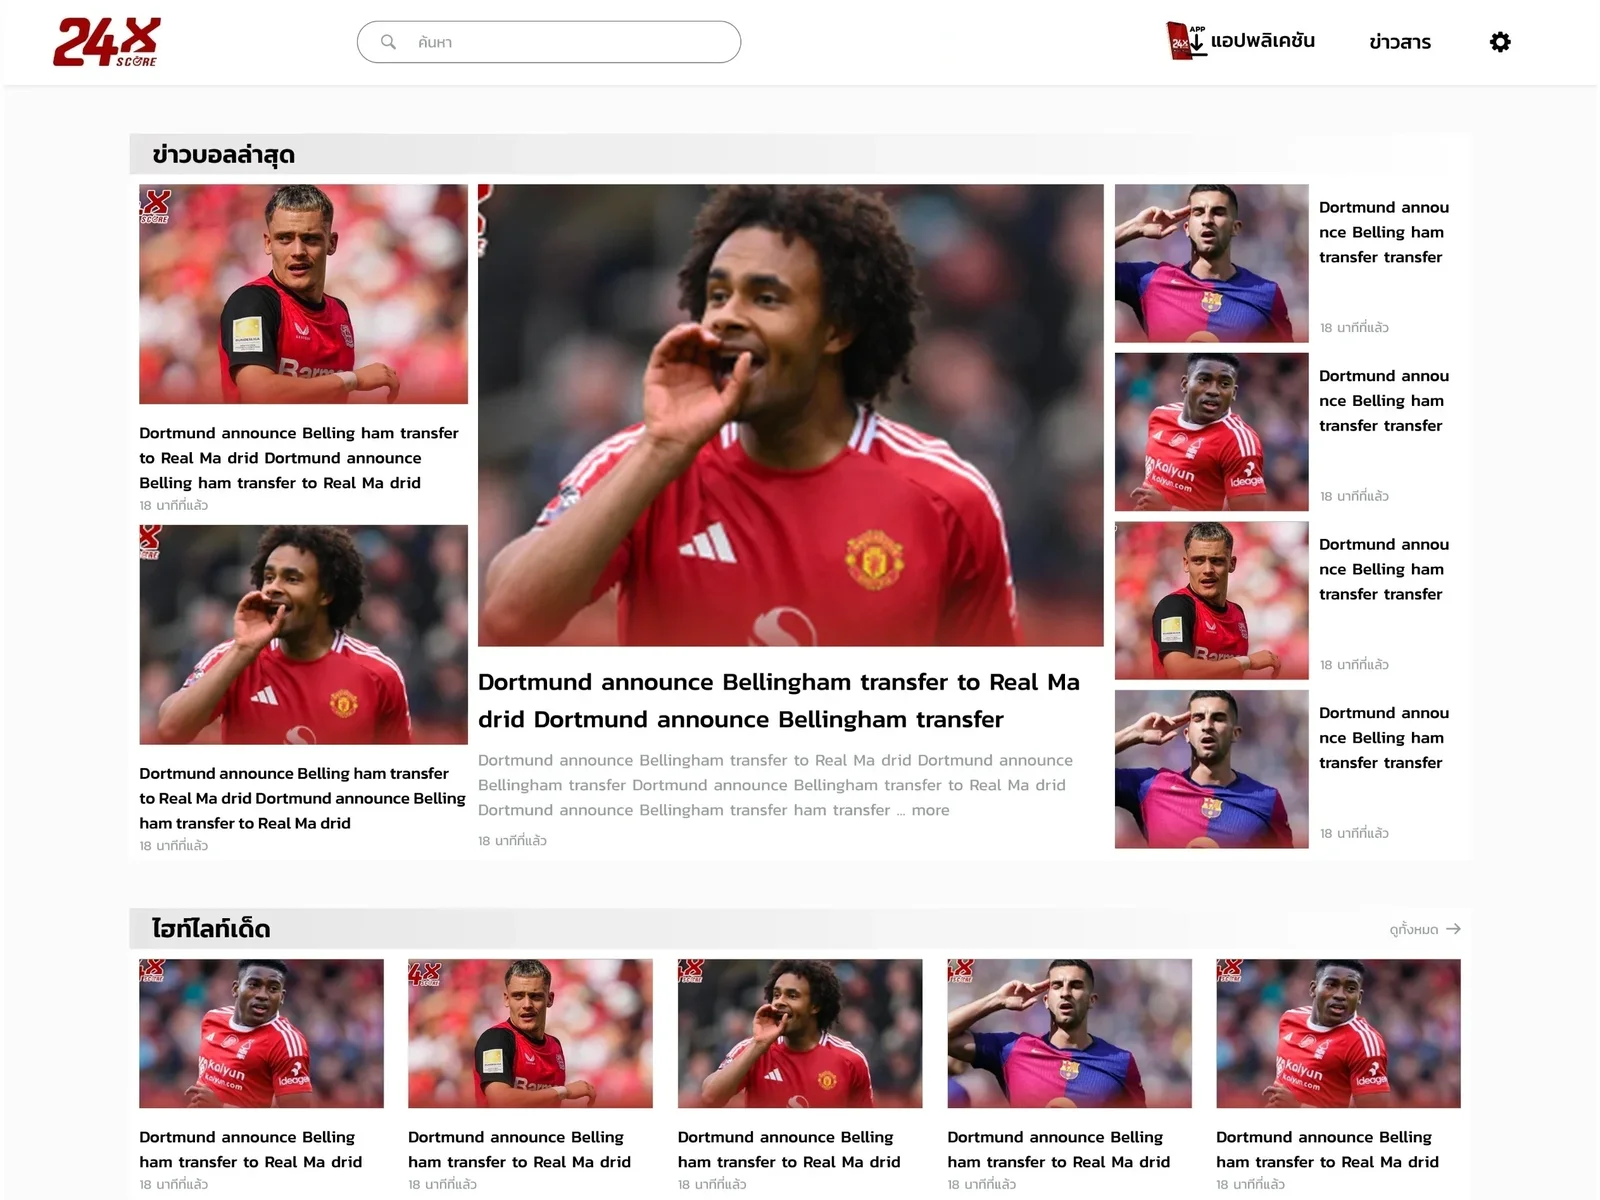 24X
SCORE
ค้นหา
APP
24X
แอปพลิเคชัน
ข่าวสาร
ข่าวบอลล่าสุด
X
SCORE
Dortmund announce Belling ham transfer
to Real Ma drid Dortmund announce
Belling ham transfer to Real Ma drid
18 นาทีที่แล้ว
Dortmund announce Belling ham transfer
to Real Ma drid Dortmund announce Belling
ham transfer to Real Ma drid
18 นาทีที่แล้ว
Dortmund announce Bellingham transfer to Real Ma
drid Dortmund announce Bellingham transfer
Dortmund announce Bellingham transfer to Real Ma drid Dortmund announce
Bellingham transfer Dortmund announce Bellingham transfer to Real Ma drid
Dortmund announce Bellingham transfer ham transfer ... more
18 นาทีที่แล้ว
Dortmund annou
nce Belling ham
transfer transfer
18 นาทีที่แล้ว
Dortmund annou
nce Belling ham
transfer transfer
18 นาทีที่แล้ว
Kaiyun
Kaiyun.com
Ideagen
Dortmund annou
nce Belling ham
transfer transfer
18 นาทีที่แล้ว
Dortmund annou
nce Belling ham
transfer transfer
18 นาทีที่แล้ว
ไฮท์ไลท์เด็ด
ดูทั้งหมด →
Dortmund announce Belling
ham transfer to Real Ma drid
18 นาทีที่แล้ว
Dortmund announce Belling
ham transfer to Real Ma drid
18 นาทีที่แล้ว
Dortmund announce Belling
ham transfer to Real Ma drid
18 นาทีที่แล้ว
Dortmund announce Belling
ham transfer to Real Ma drid
18 นาทีที่แล้ว
Dortmund announce Belling
ham transfer to Real Ma drid
18 นาทีที่แล้ว